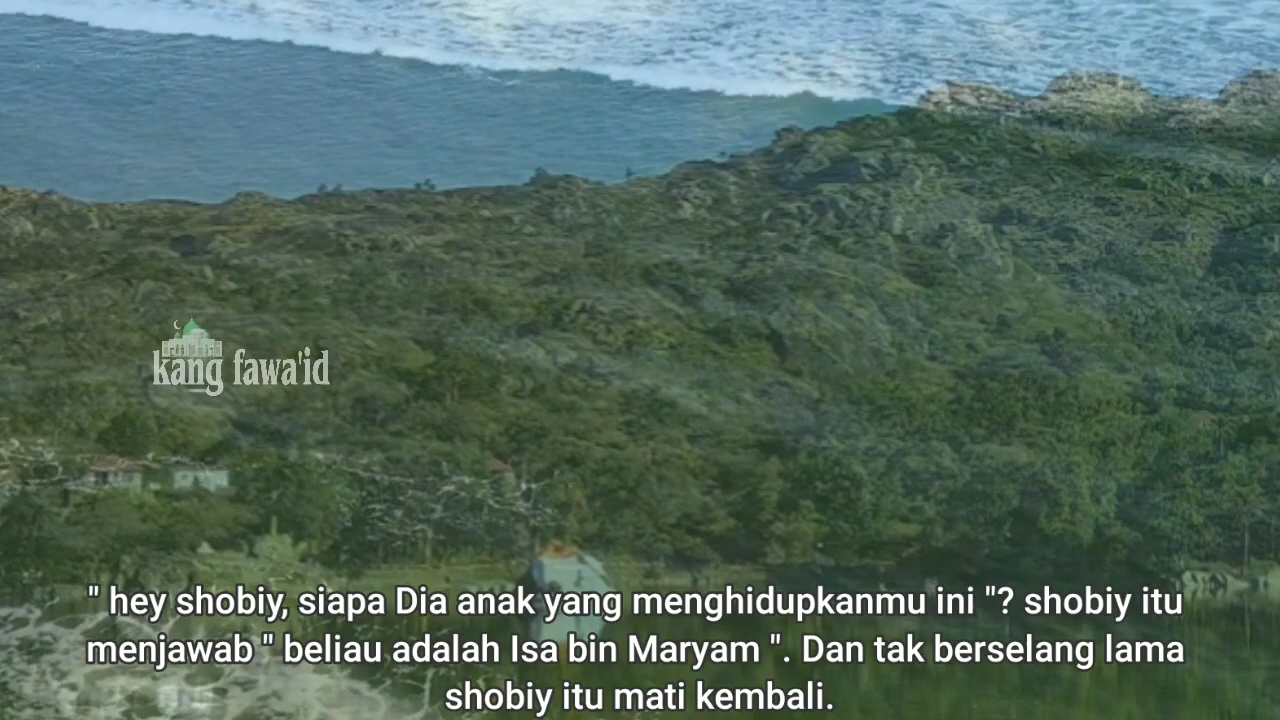 kang fawa'id
" hey shobiy, siapa Dia anak yang menghidupkanmu ini "? shobiy itu
menjawab " beliau adalah Isa bin Maryam ". Dan tak berselang lama
shobiy itu mati kembali.